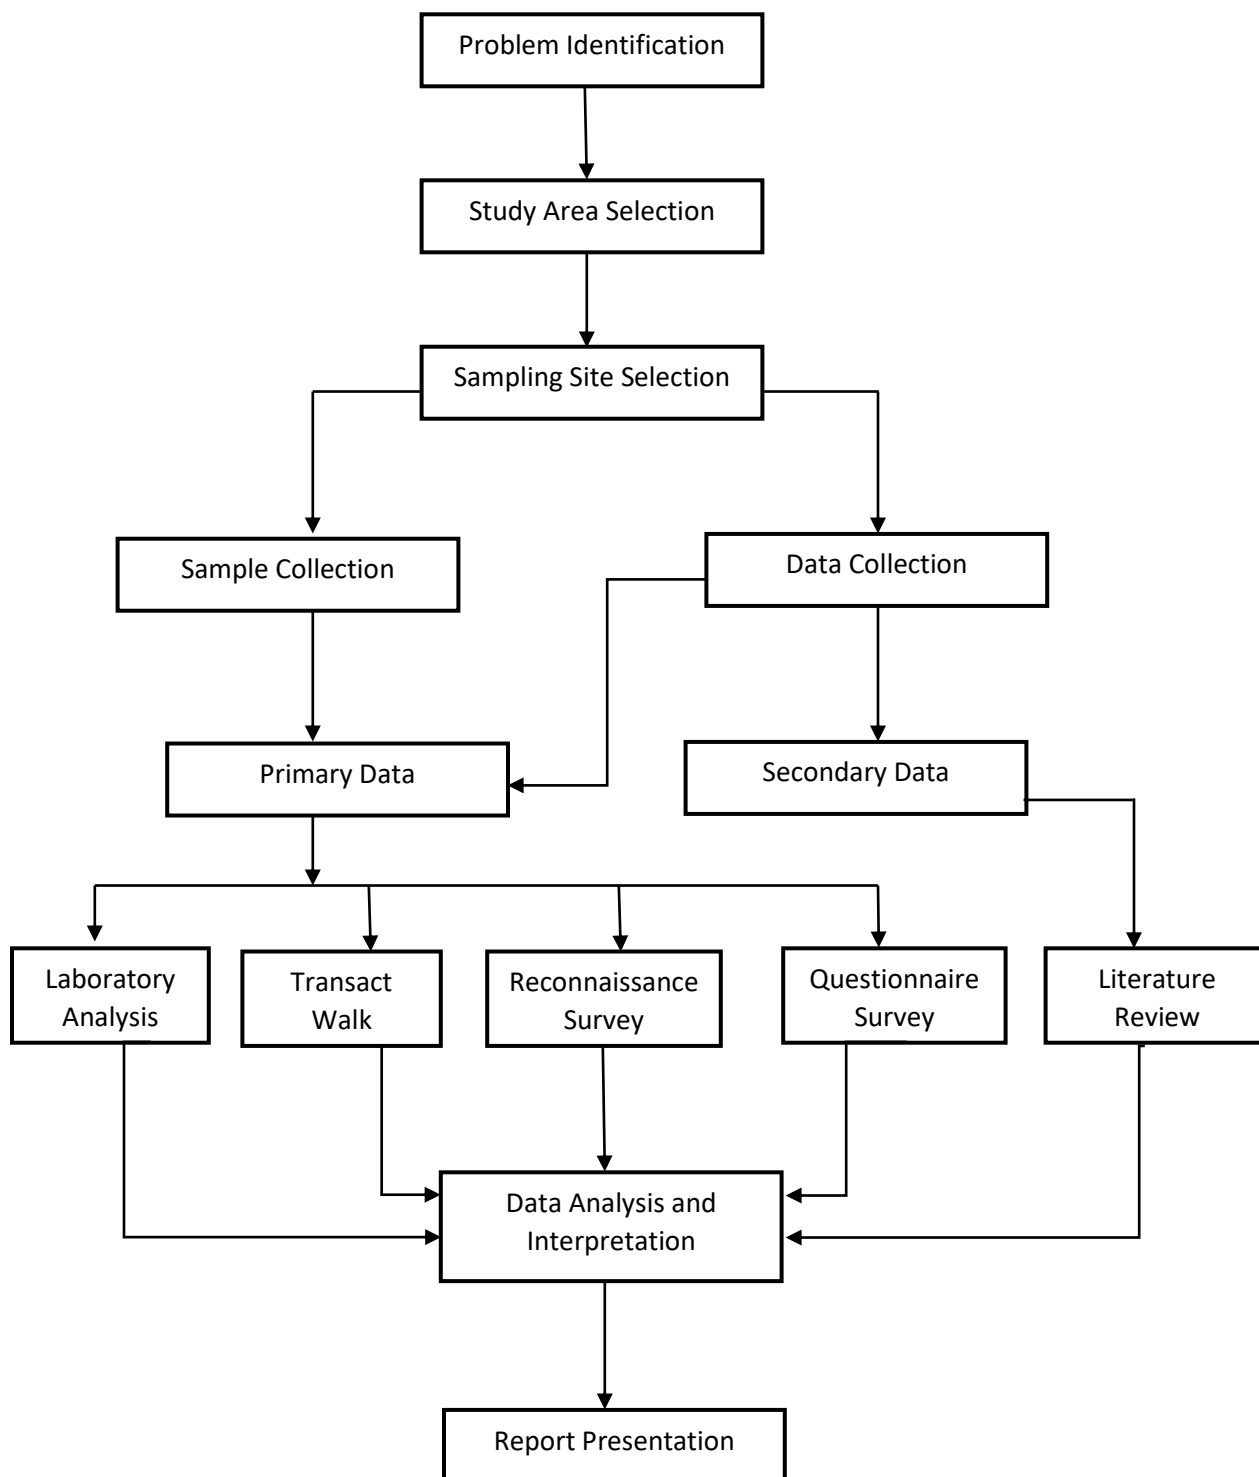 Problem Identification
Study Area Selection
Sampling Site Selection
Sample Collection
Data Collection
Primary Data
Secondary Data
Laboratory
Analysis
Transact
Walk
Reconnaissance
Survey
Questionnaire
Survey
Literature
Review
Data Analysis and
Interpretation
Report Presentation